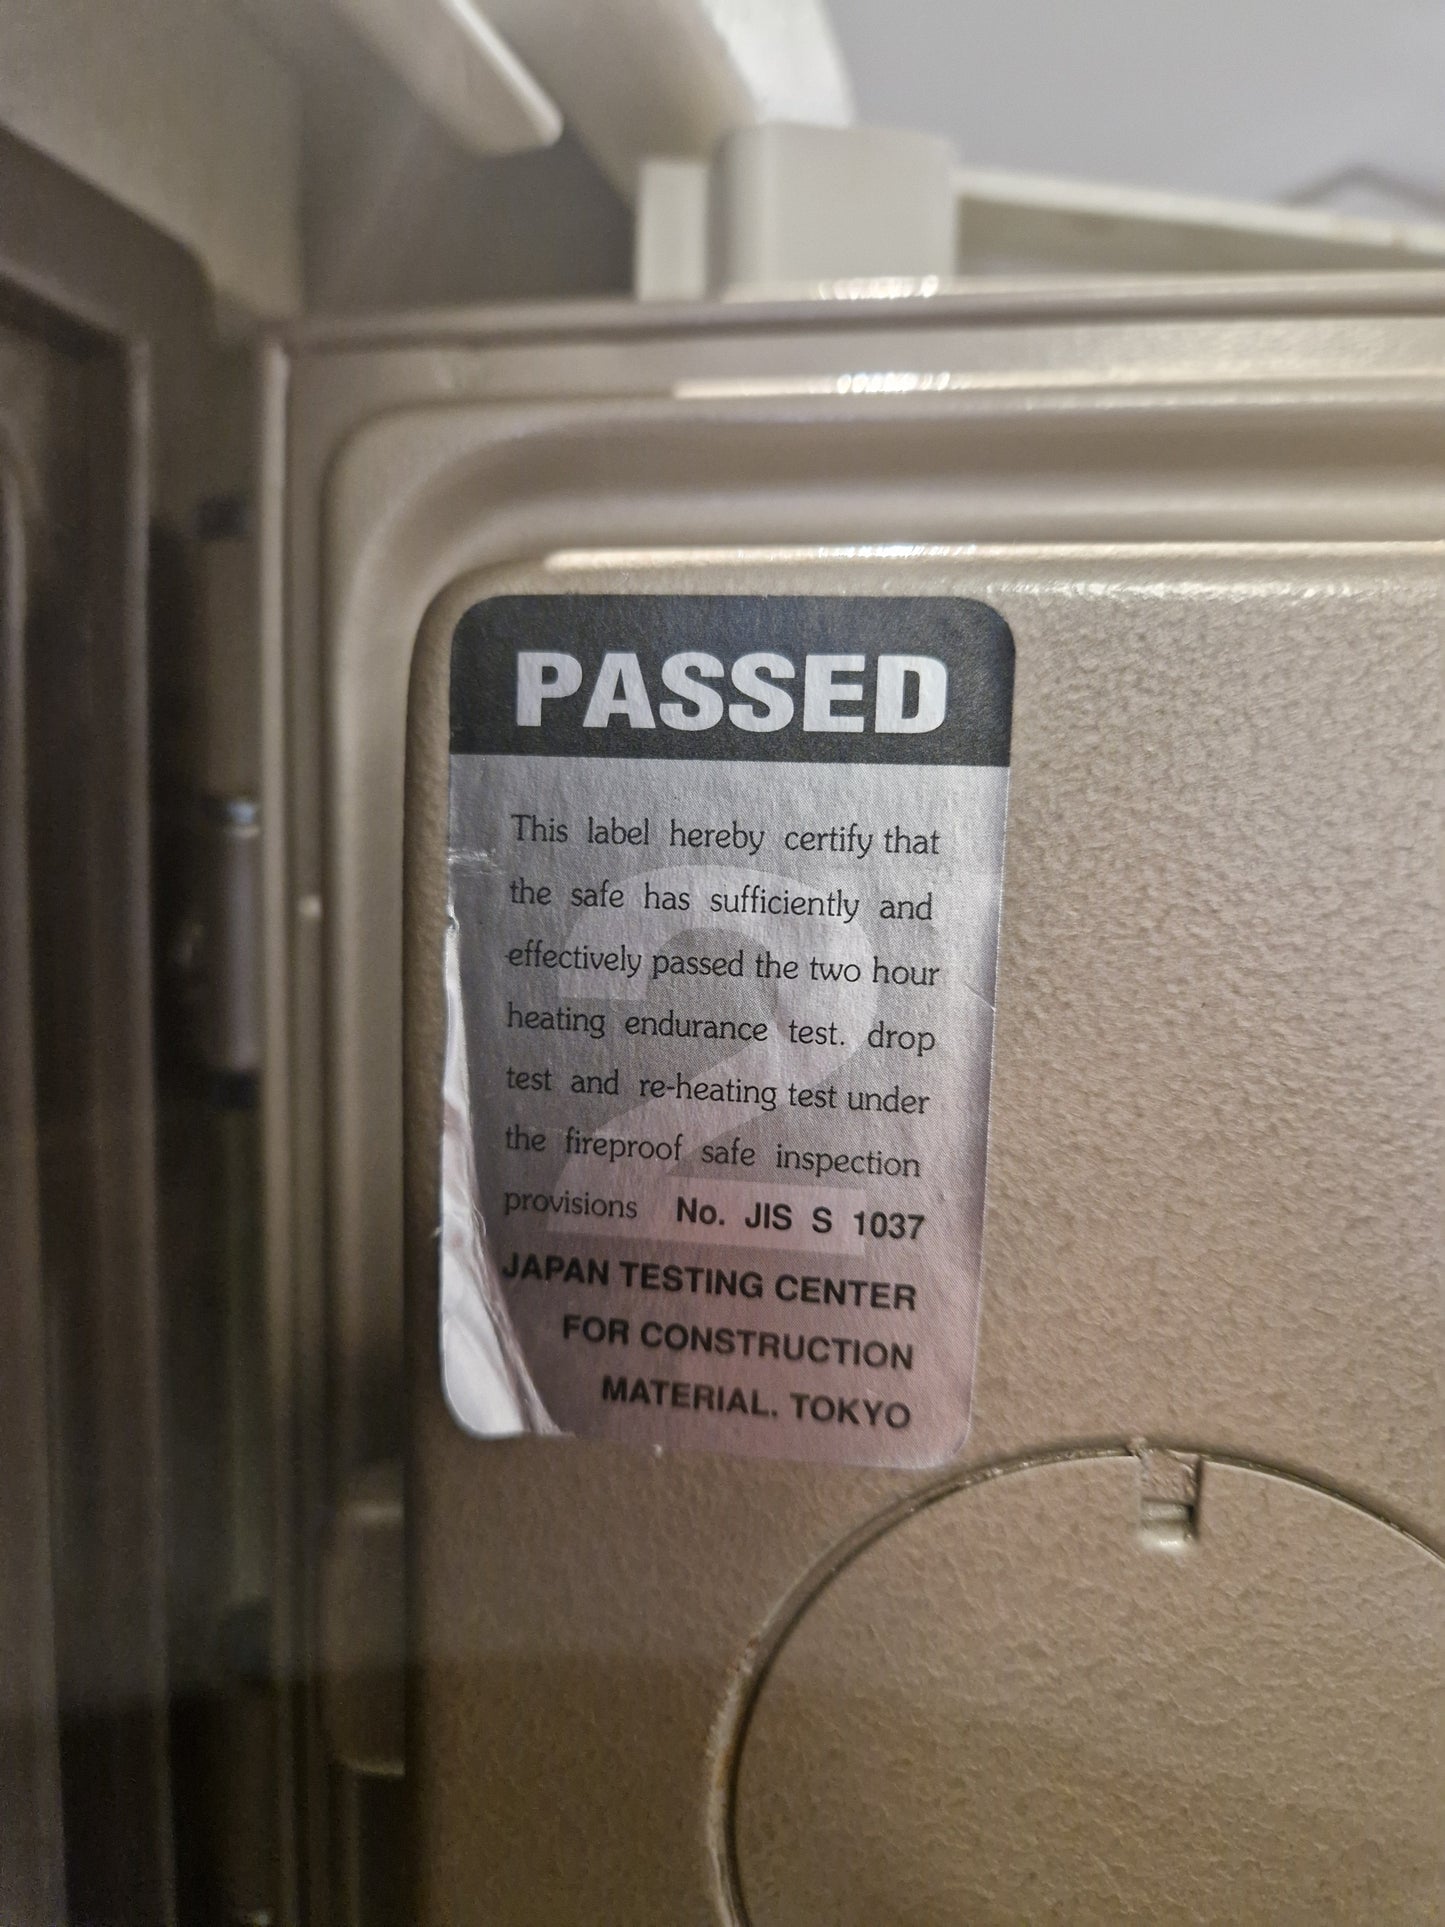 PASSED
This label hereby certify that
the safe has sufficiently and
effectively passed the two hour
heating endurance test. drop
test and re-heating test under
the fireproof safe inspection
provisions No. JIS S 1037
JAPAN TESTING CENTER
FOR CONSTRUCTION
MATERIAL. TOKYO
2